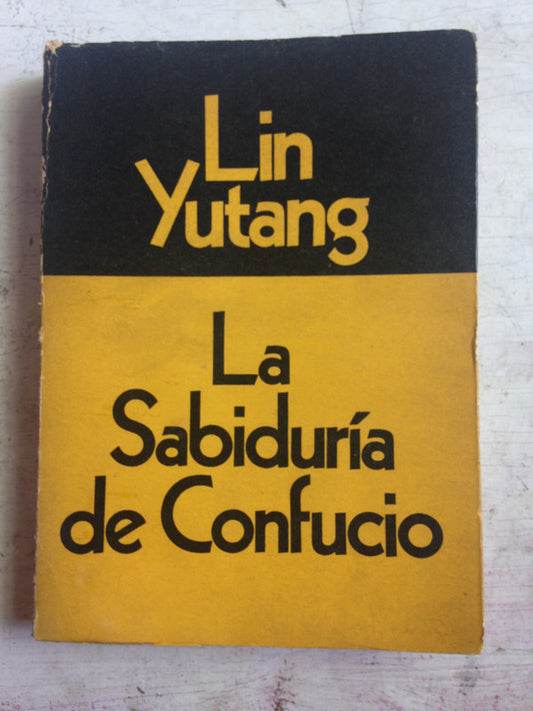 Lin
Yutang
La
Sabiduría
de Confucio